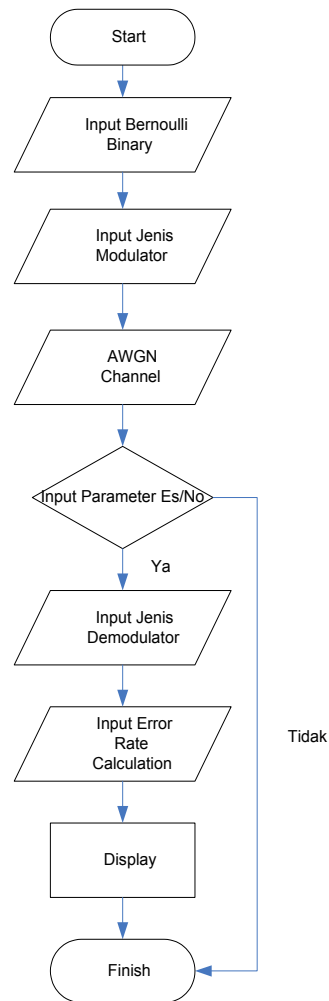 Start
Input Bernoulli
Binary
Input Jenis
Modulator
AWGN
Channel
Input Parameter Es/No
Ya
Input Jenis
Demodulator
Input Error
Rate
Calculation
Tidak
Display
Finish